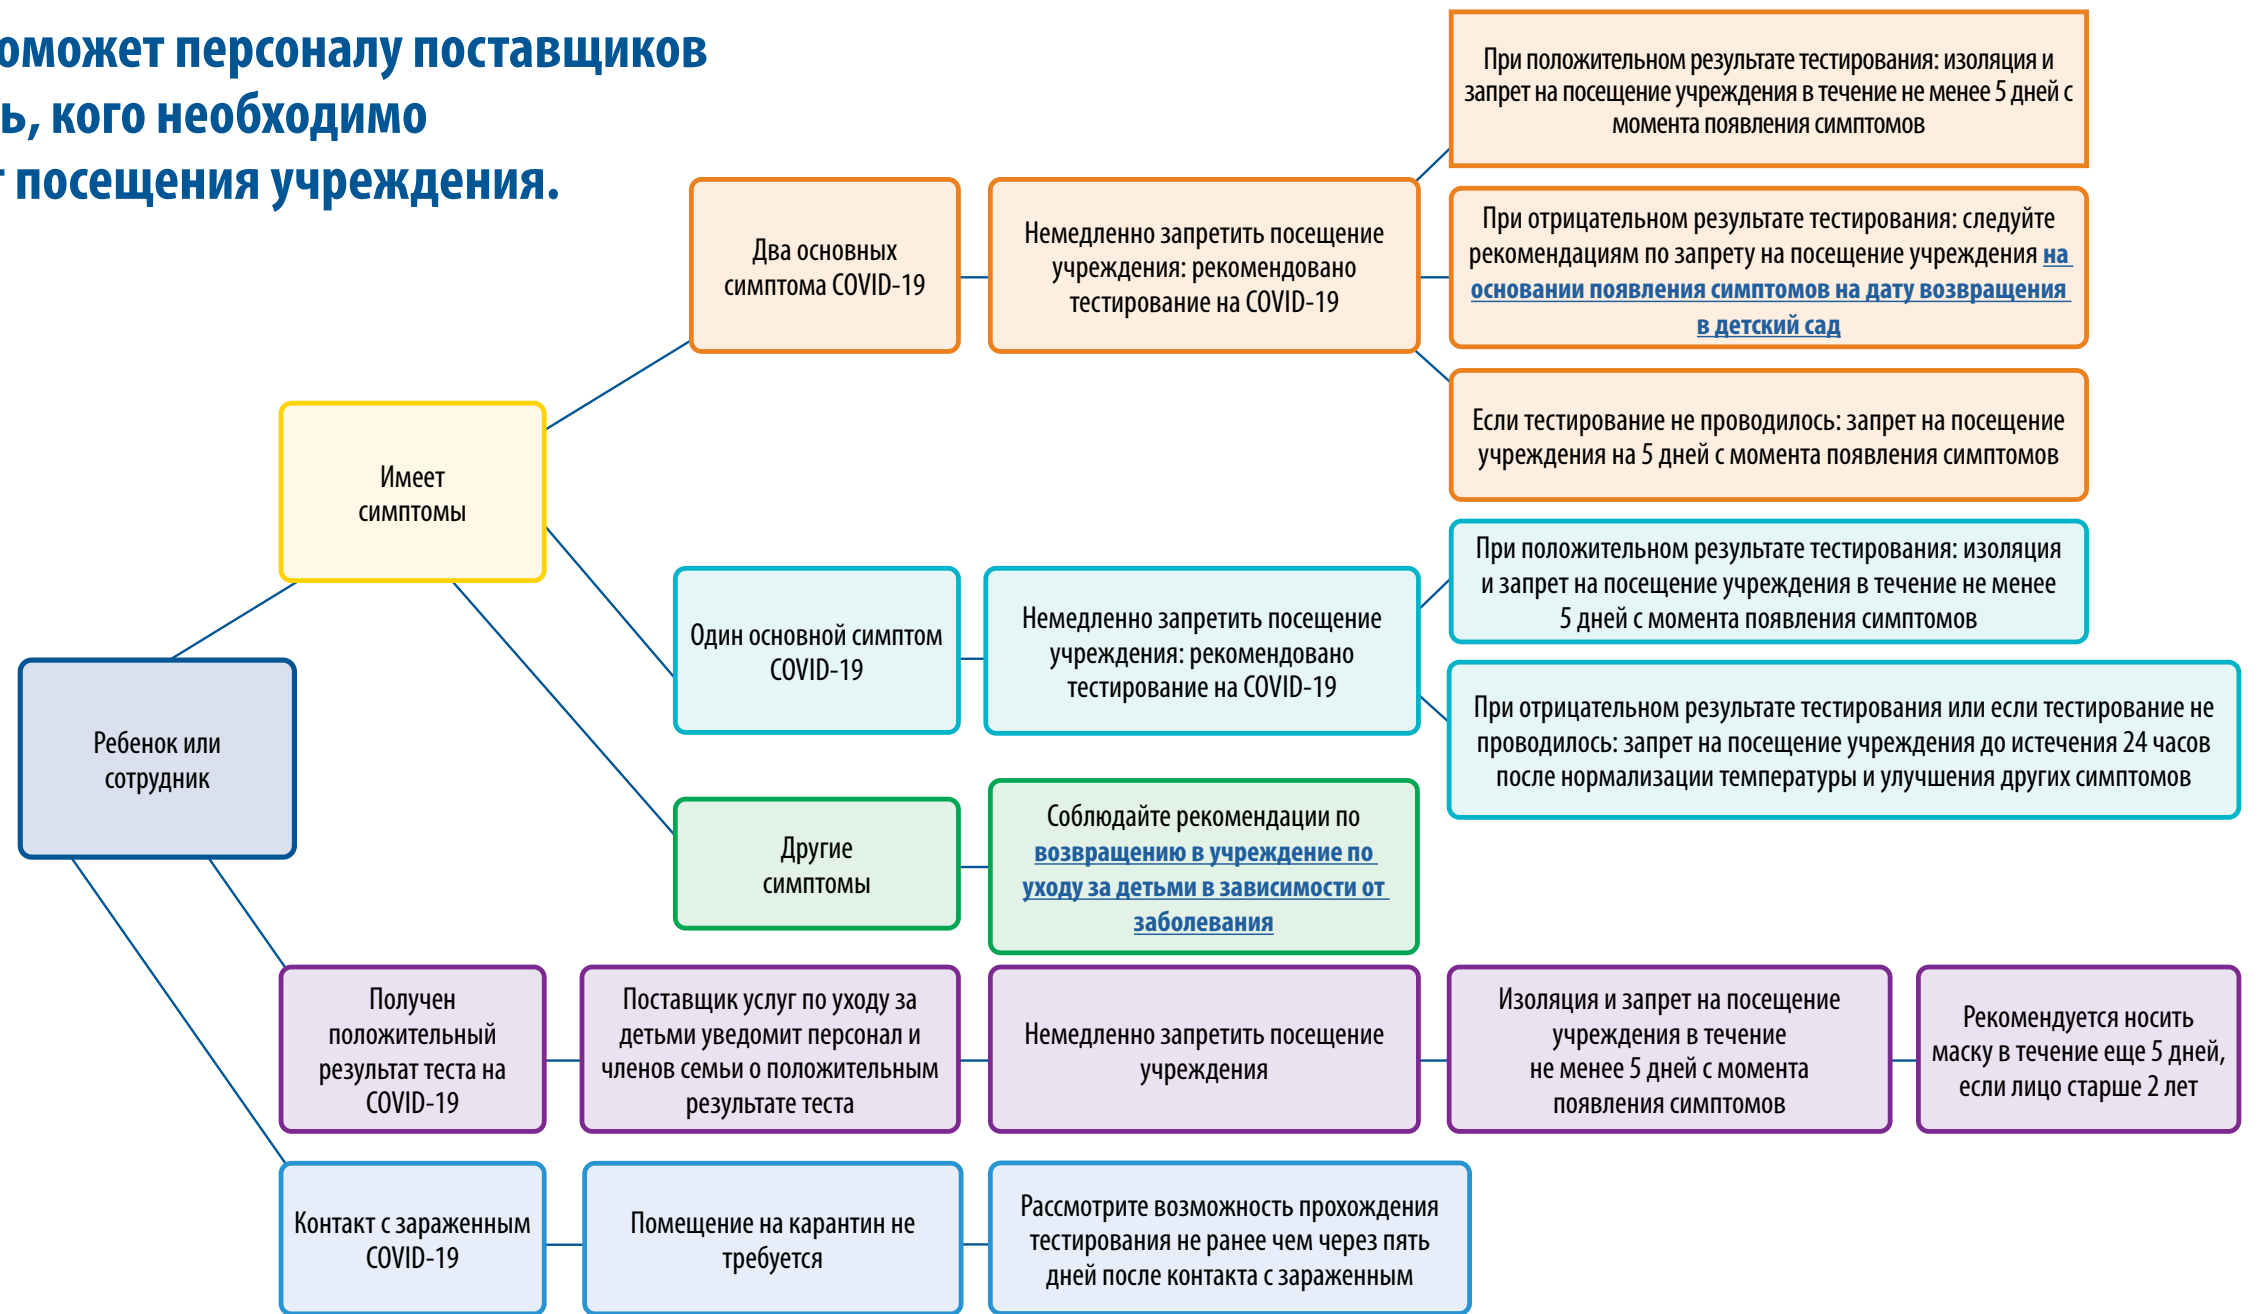 поможет персоналу поставщиков
кого необходимо
посещения учреждения.
При положительном результате тестирования: изоляция и
запрет на посещение учреждения в течение не менее 5 дней с
момента появления симптомов
Два основных
симптома COVID-19
Немедленно запретить посещение
учреждения: рекомендовано
тестирование на COVID-19
При отрицательном результате тестирования: следуйте
рекомендациям по запрету на посещение учреждения на
основании появления симптомов на дату возвращения
в детский сад
Если тестирование не проводилось: запрет на посещение
учреждения на 5 дней с момента появления симптомов
Имеет
симптомы
Один основной симптом
COVID-19
Немедленно запретить посещение
учреждения: рекомендовано
тестирование на COVID-19
При положительном результате тестирования: изоляция
и запрет на посещение учреждения в течение не менее
5 дней с момента появления симптомов
При отрицательном результате тестирования или если тестирование не
проводилось: запрет на посещение учреждения до истечения 24 часов
после нормализации температуры и улучшения других симптомов
Ребенок или
сотрудник
Другие
симптомы
Соблюдайте рекомендации по
возвращению в учреждение по
уходу за детьми в зависимости от
заболевания
Получен
положительный
результат теста на
COVID-19
Поставщик услуг по уходу за
детьми уведомит персонал и
членов семьи о положительным
результате теста
Немедленно запретить посещение
учреждения
Изоляция и запрет на посещение
учреждения в течение
не менее 5 дней с момента
появления симптомов
Рекомендуется носить
маску в течение еще 5 дней,
если лицо старше 2 лет
Контакт с зараженным
COVID-19
Помещение на карантин не
требуется
Рассмотрите возможность прохождения
тестирования не ранее чем через пять
дней после контакта с зараженным